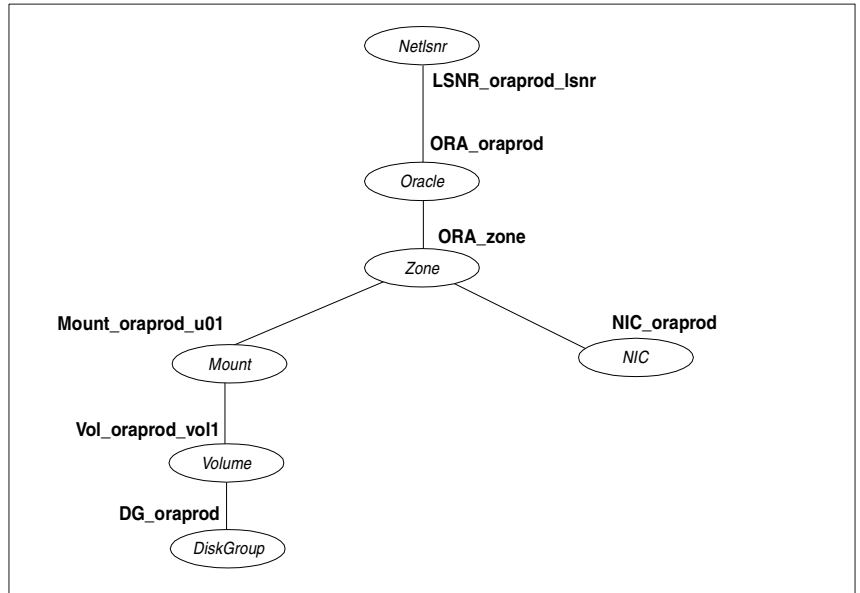 Netlsnr
LSNR_oraprod_lsnr
ORA_oraprod
Oracle
ORA_zone
Zone
Mount_oraprod_u01
NIC_oraprod
Mount
NIC
Vol_oraprod_vol1
Volume
DG_oraprod
DiskGroup